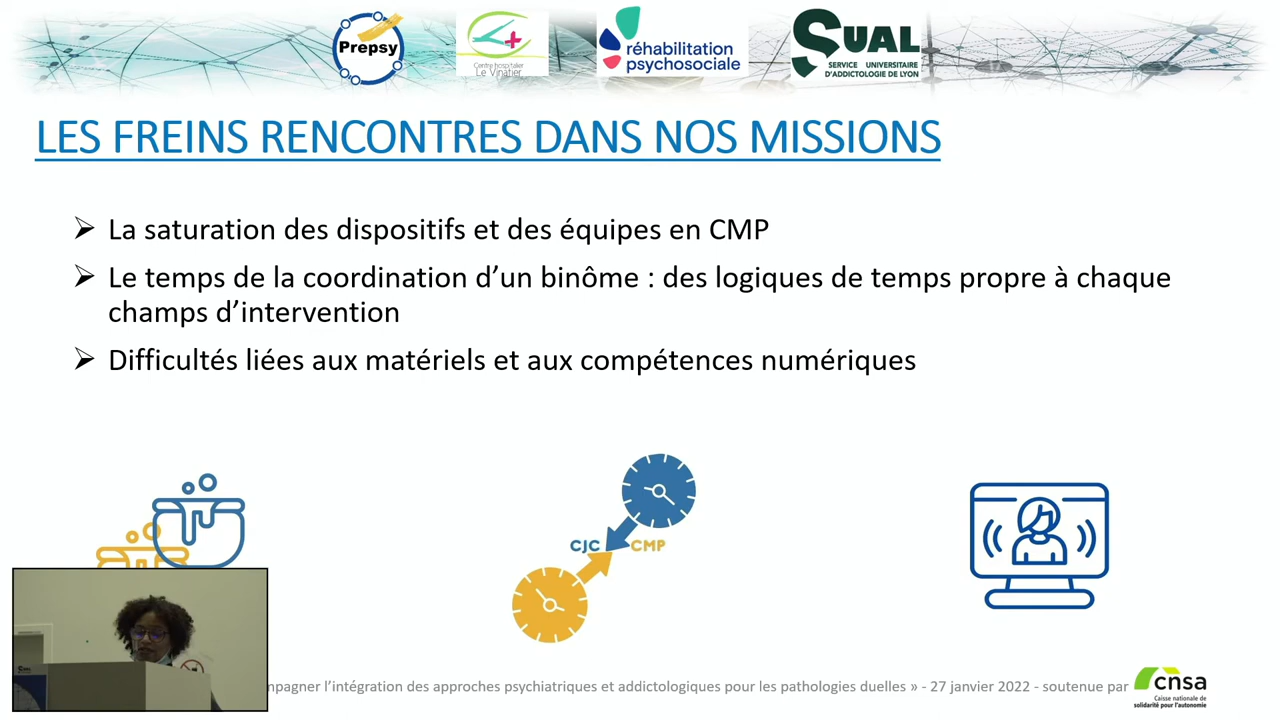 Prepsy
Centre hospitalier
Le Vinatier
réhabilitation
psychosociale
SUAL
SERVICE UNIVERSITAIRE
D'ADDICTOLOGIE DE LYON
LES FREINS RENCONTRES DANS NOS MISSIONS
La saturation des dispositifs et des équipes en CMP
Le temps de la coordination d'un binôme : des logiques de temps propre à chaque
champs d'intervention
Difficultés liées aux matériels et aux compétences numériques
CJC CMP
SUAL
mpagner l'intégration des approches psychiatriques et addictologiques pour les pathologies duelles » - 27 janvier 2022 - soutenue par
cnsa
Caisse nationale de
solidarité pour l'autonomie